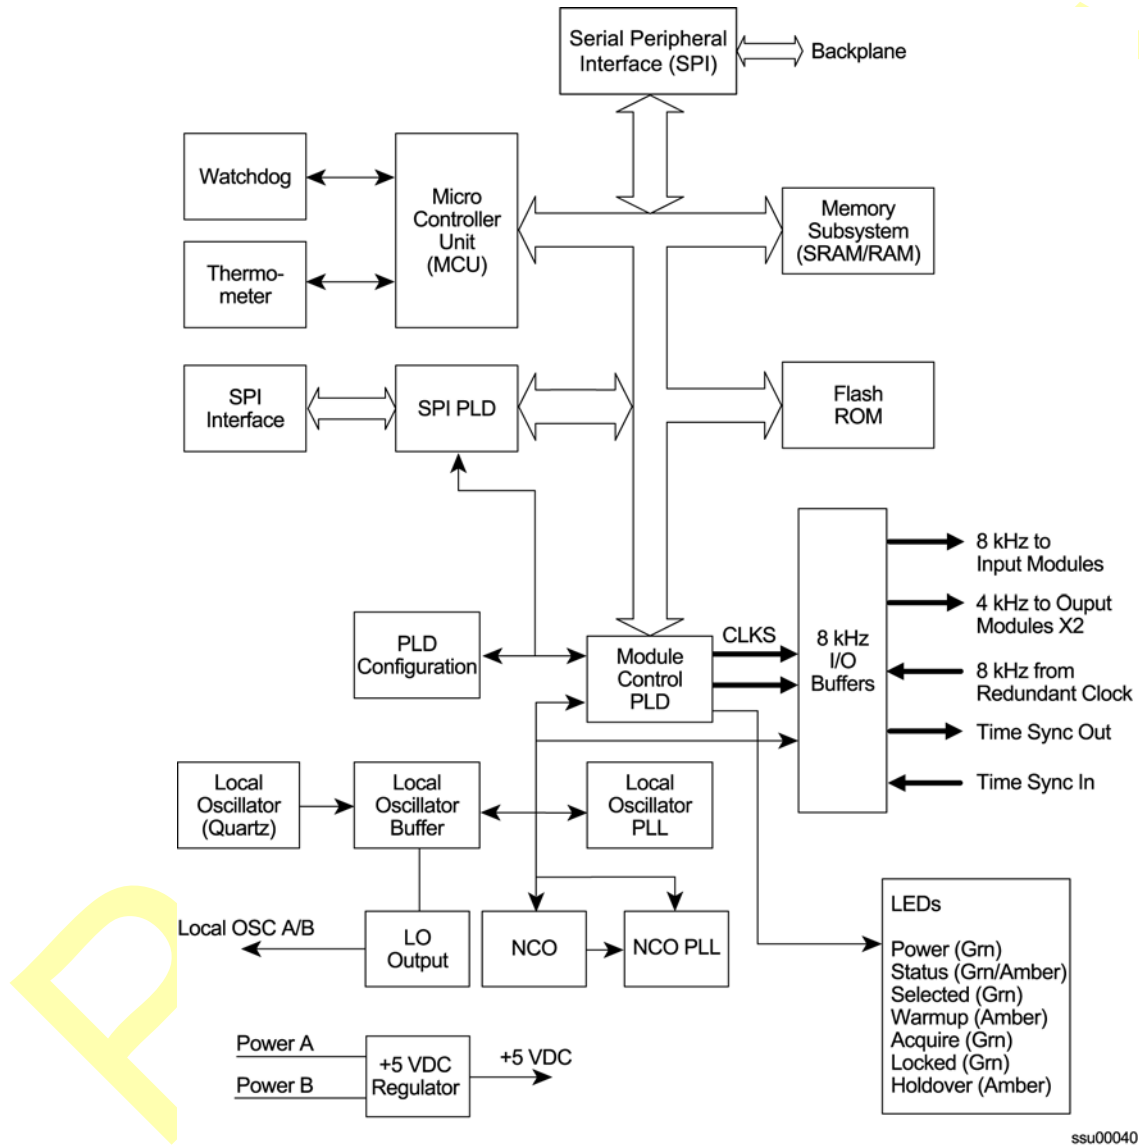 Serial Peripheral
Interface (SPI)
Backplane
Watchdog
Micro
Controller
Unit
(MCU)
Memory
Subsystem
(SRAM/RAM)
Thermo-
meter
SPI
Interface
SPI PLD
Flash
ROM
8 kHz to
Input Modules
4 kHz to Ouput
Modules X2
8 kHz
I/O
Buffers
8 kHz from
Redundant Clock
Time Sync Out
Time Sync In
CLKS
PLD
Configuration
Module
Control
PLD
Local
Oscillator
(Quartz)
Local
Oscillator
Buffer
Local
Oscillator
PLL
Local OSC A/B
LO
Output
NCO
NCO PLL
LEDs
Power (Grn)
Status (Grn/Amber)
Selected (Grn)
Warmup (Amber)
Acquire (Grn)
Locked (Grn)
Holdover (Amber)
Power A
Power B
+5 VDC
Regulator
+5 VDC
ssu00040